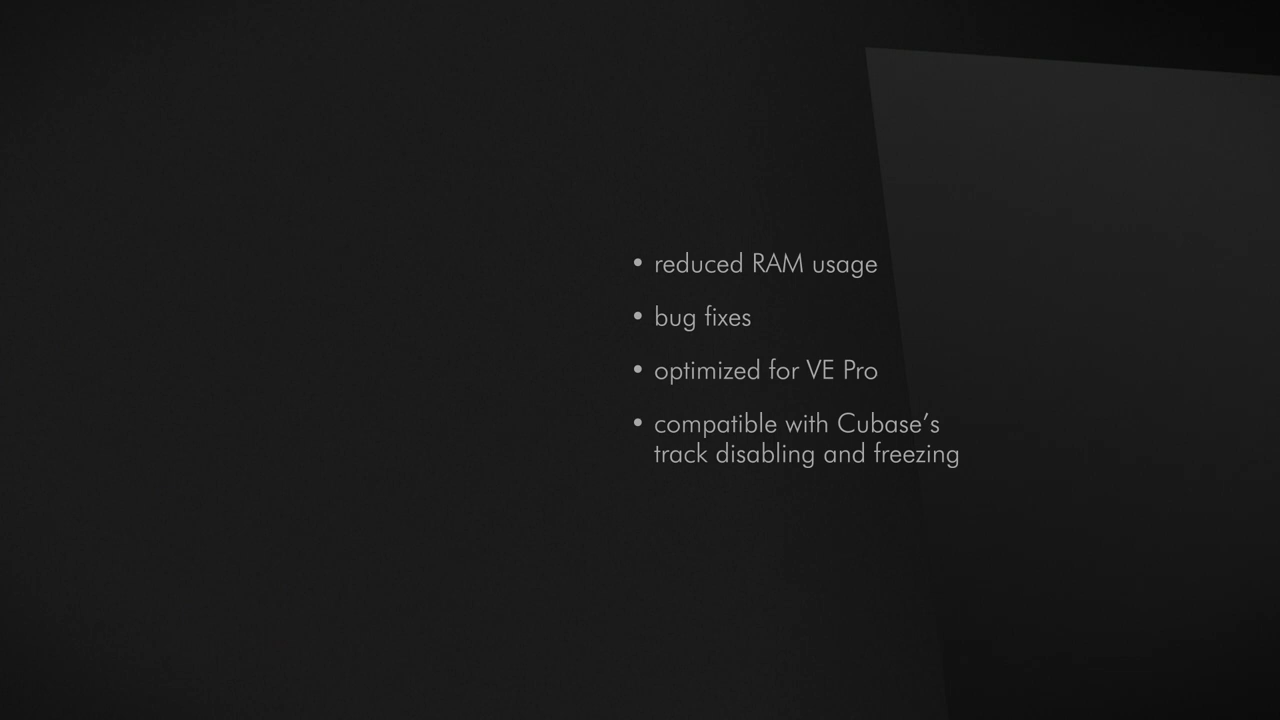 • reduced RAM usage
• bug fixes
• optimized for VE Pro
• compatible with Cubase’s
track disabling and freezing